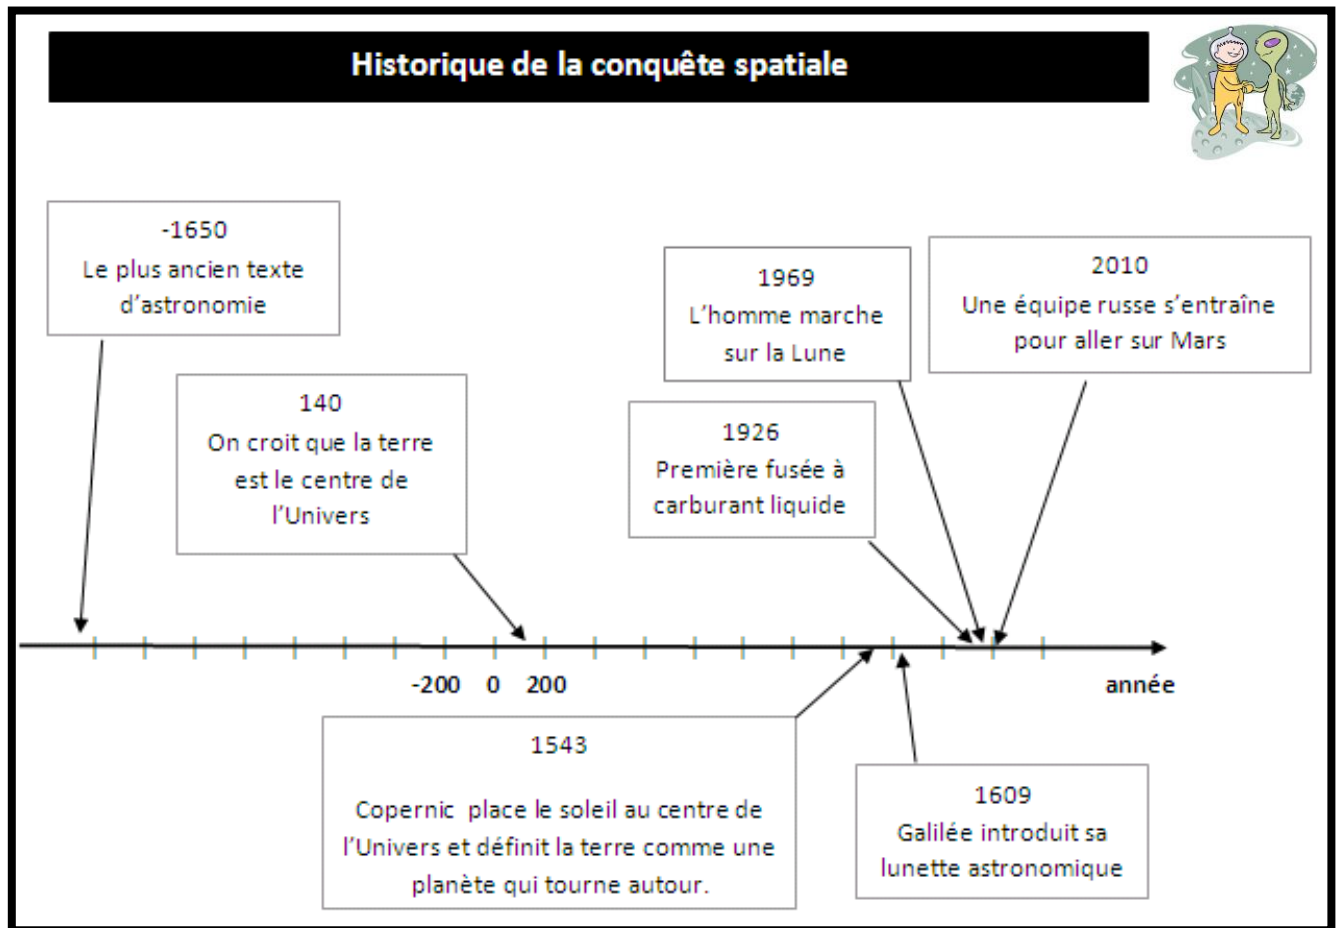 Historique de la conquête spatiale
-1650
Le plus ancien texte
d'astronomie
140
On croit que la terre
est le centre de
l'Univers
1969
L'homme marche
sur la Lune
2010
Une équipe russe s'entraîne
pour aller sur Mars
1926
Première fusée à
carburant liquide
-200 0 200
année
1543
Copernic place le soleil au centre de
l'Univers et définit la terre comme une
planète qui tourne autour.
1609
Galilée introduit sa
lunette astronomique